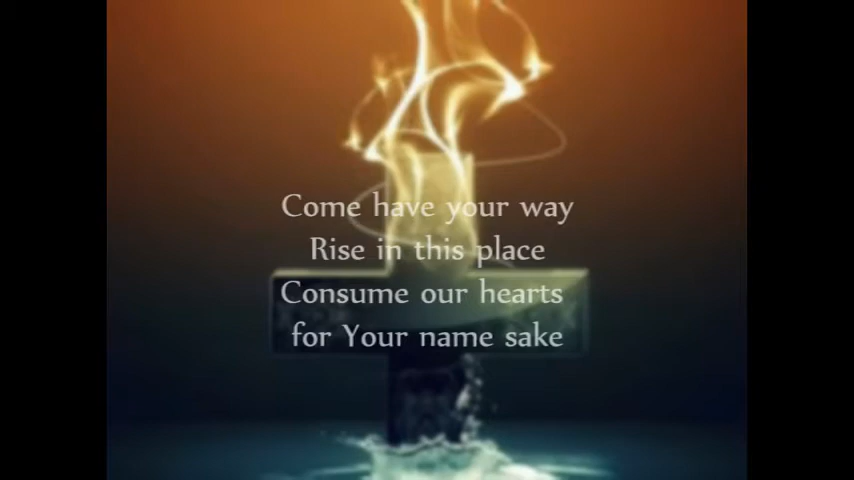 Come have your way
Rise in this place
Consume our hearts
for Your name sake